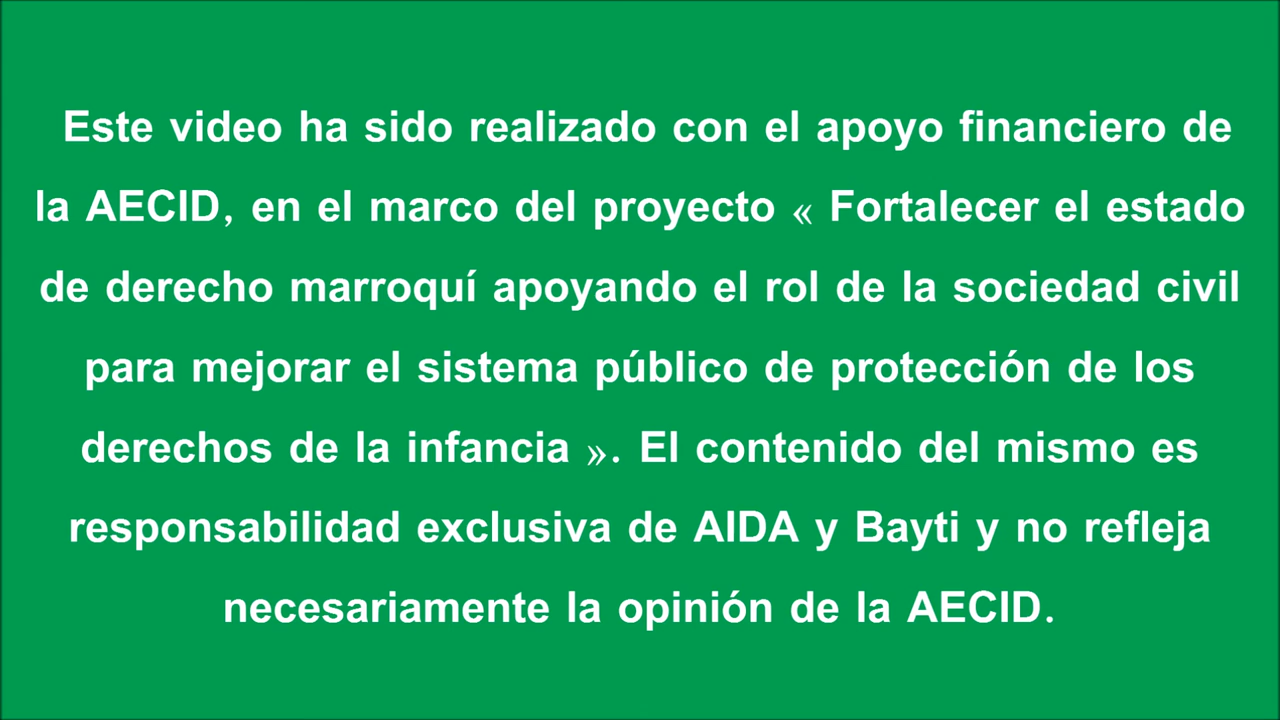 Este video ha sido realizado con el apoyo financiero de
la AECID, en el marco del proyecto « Fortalecer el estado
de derecho marroquí apoyando el rol de la sociedad civil
para mejorar el sistema público de protección de los
derechos de la infancia ». El contenido del mismo es
responsabilidad exclusiva de AIDA y Bayti y no refleja
necesariamente la opinión de la AECID.